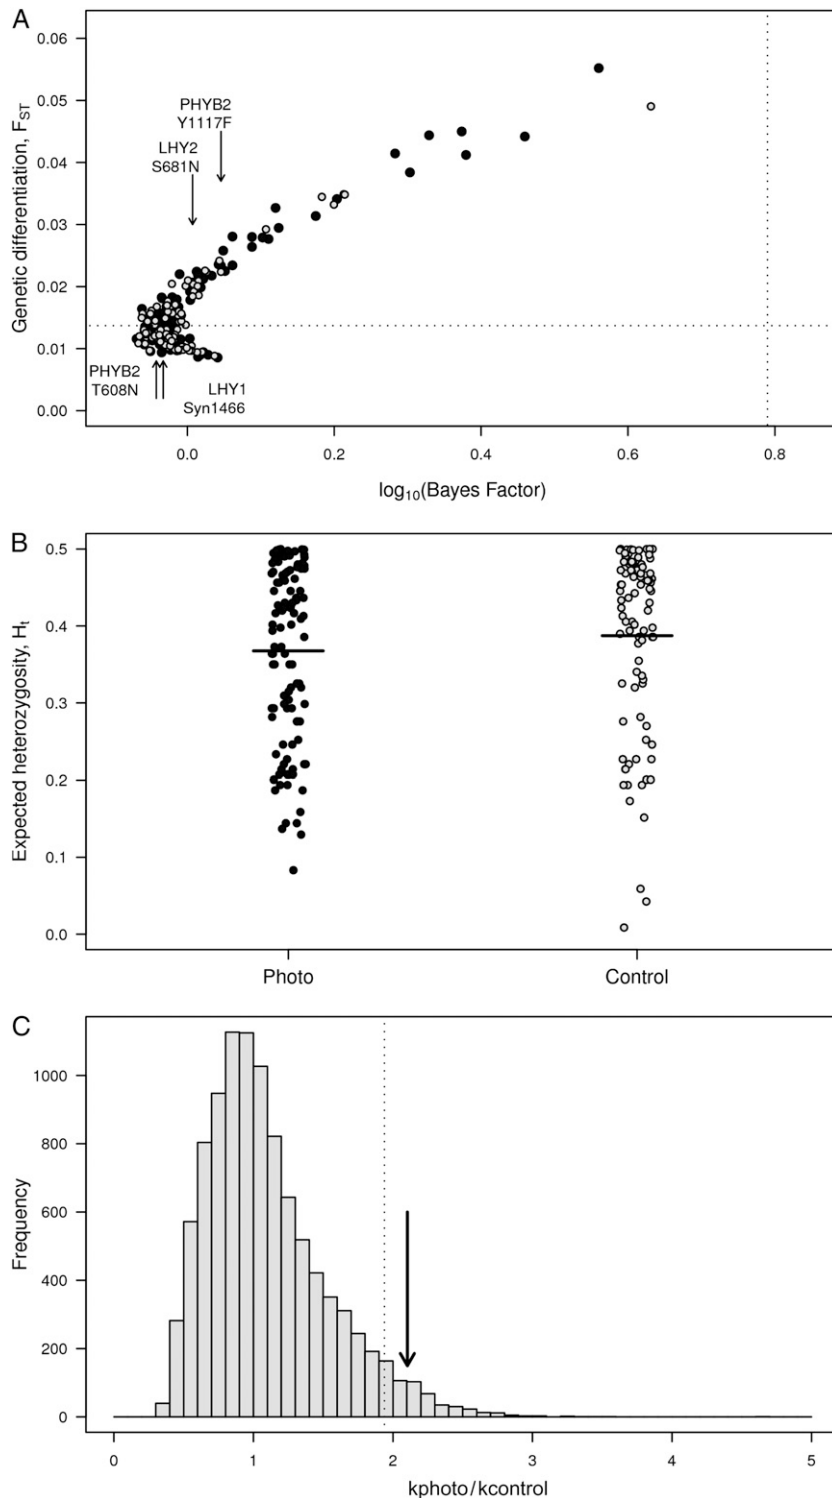 A
0.06
0.05
0.04
0.03
0.02
0.01
0.00
Genetic differentiation, FST
PHYB2
Y1117F
LHY2
S681N
PHYB2
T608N
LHY1
Syn1466
0.0 0.2 0.4 0.6 0.8
log10(Bayes Factor)
B
0.5
0.4
0.3
0.2
0.1
0.0
Expected heterozygosity, Ht
Photo Control
C
1000
800
600
400
200
0
Frequency
0 1 2 3 4 5
kphoto/kcontrol